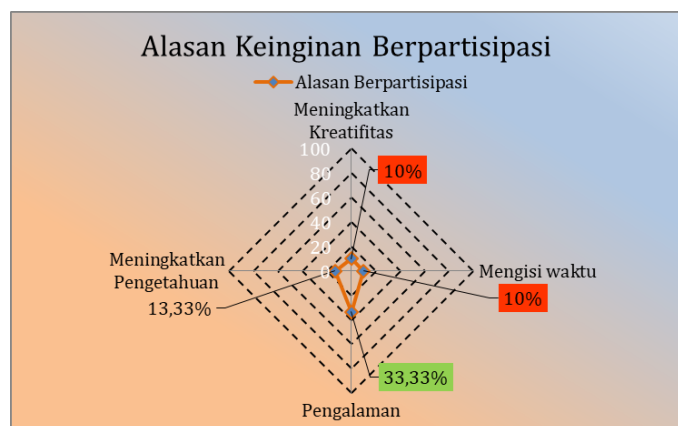 Alasan Keinginan Berpartisipasi
Alasan Berpartisipasi
Meningkatkan
Kreatifitas
100
10%
80
60
40
20
0
Meningkatkan
Pengetahuan
13,33%
Mengisi waktu
10%
33,33%
Pengalaman